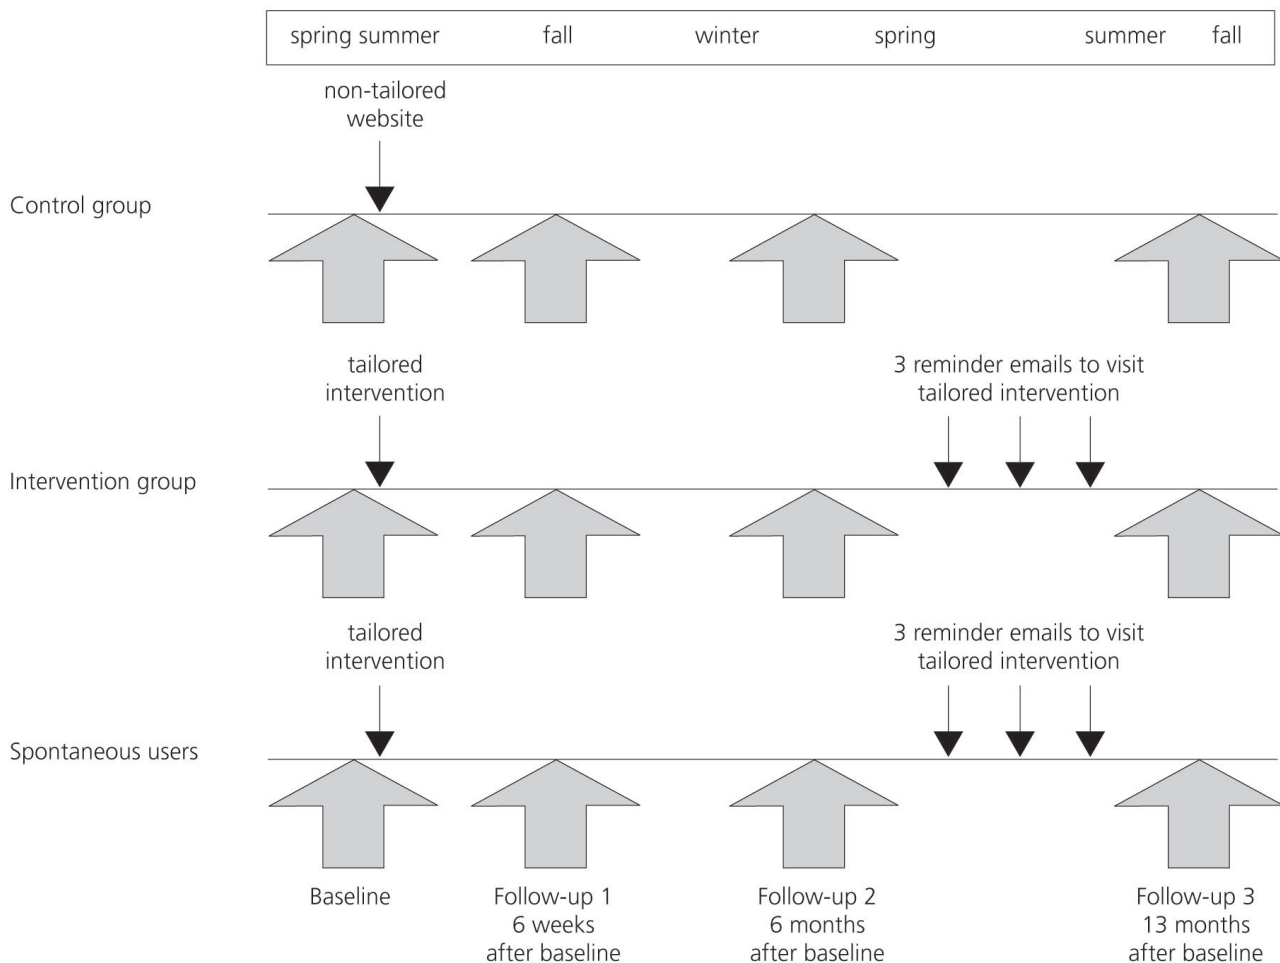 spring summer fall winter spring summer fall
non-tailored
website
Control group
tailored
intervention
3 reminder emails to visit
tailored intervention
Intervention group
tailored
intervention
3 reminder emails to visit
tailored intervention
Spontaneous users
Baseline
Follow-up 1
6 weeks
after baseline
Follow-up 2
6 months
after baseline
Follow-up 3
13 months
after baseline